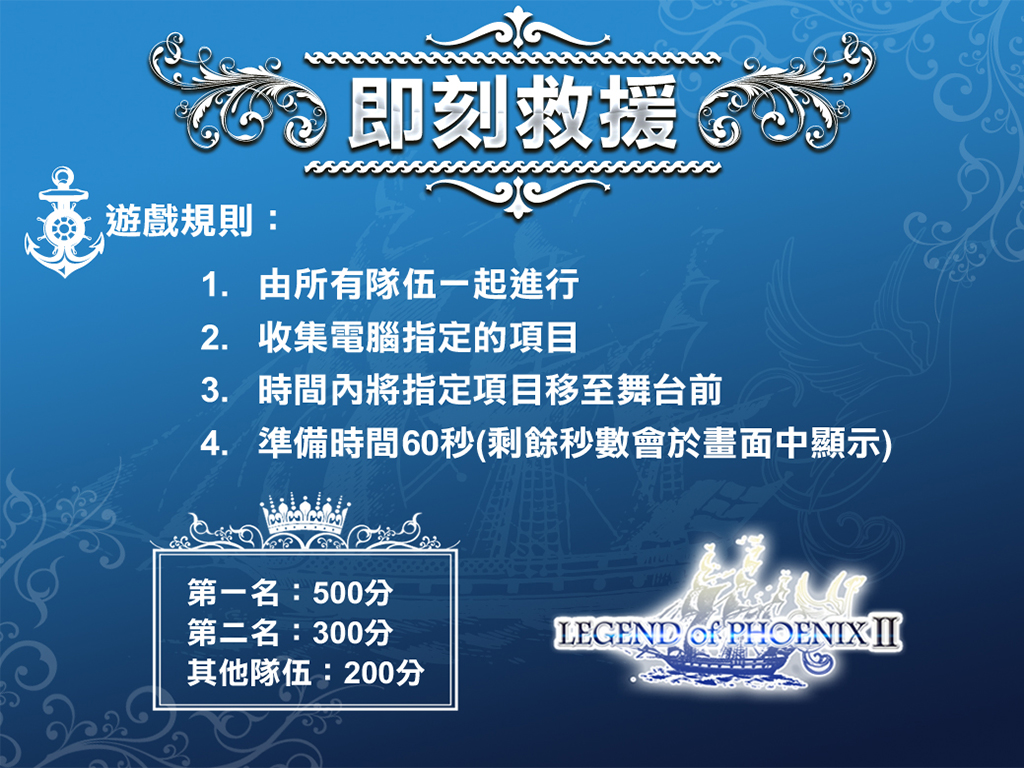 即刻救援
遊戲規則：
1. 由所有隊伍一起進行
2. 收集電腦指定的項目
3. 時間內將指定項目移至舞台前
4. 準備時間60秒(剩餘秒數會於畫面中顯示)
第一名：500分
第二名：300分
其他隊伍：200分
LEGEND of PHOENIX II